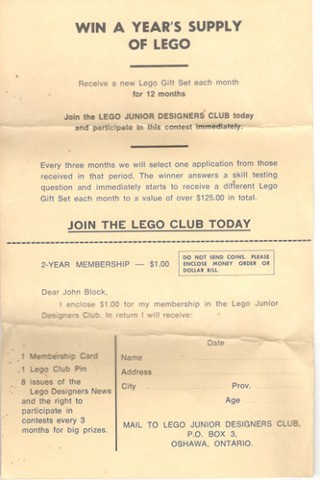 WIN A YEAR'S SUPPLY
OF LEGO
Receive a new Lego Gift Set each month
for 12 months
Join the LEGO JUNIOR DESIGNERS CLUB today
and participate in this contest immediately.
Every three months we will select one application from those
received in that period. The winner answers a skill testing
question and immediately starts to receive a different Lego
Gift Set each month to a value of over $125.00 in total.
JOIN THE LEGO CLUB TODAY
2-YEAR MEMBERSHIP — $1.00
DO NOT SEND COINS. PLEASE
ENCLOSE MONEY ORDER OR
DOLLAR BILL.
Dear John Block,
I enclose $1.00 for my membership in the Lego Junior
Designers Club. In return I will receive:
1 Membership Card
1 Lego Club Pin
8 issues of the
Lego Designers News
and the right to
participate in
contests every 3
months for big prizes.
Date
Name
Address
City Prov.
Age
MAIL TO LEGO JUNIOR DESIGNERS CLUB,
P.O. BOX 3,
OSHAWA, ONTARIO.